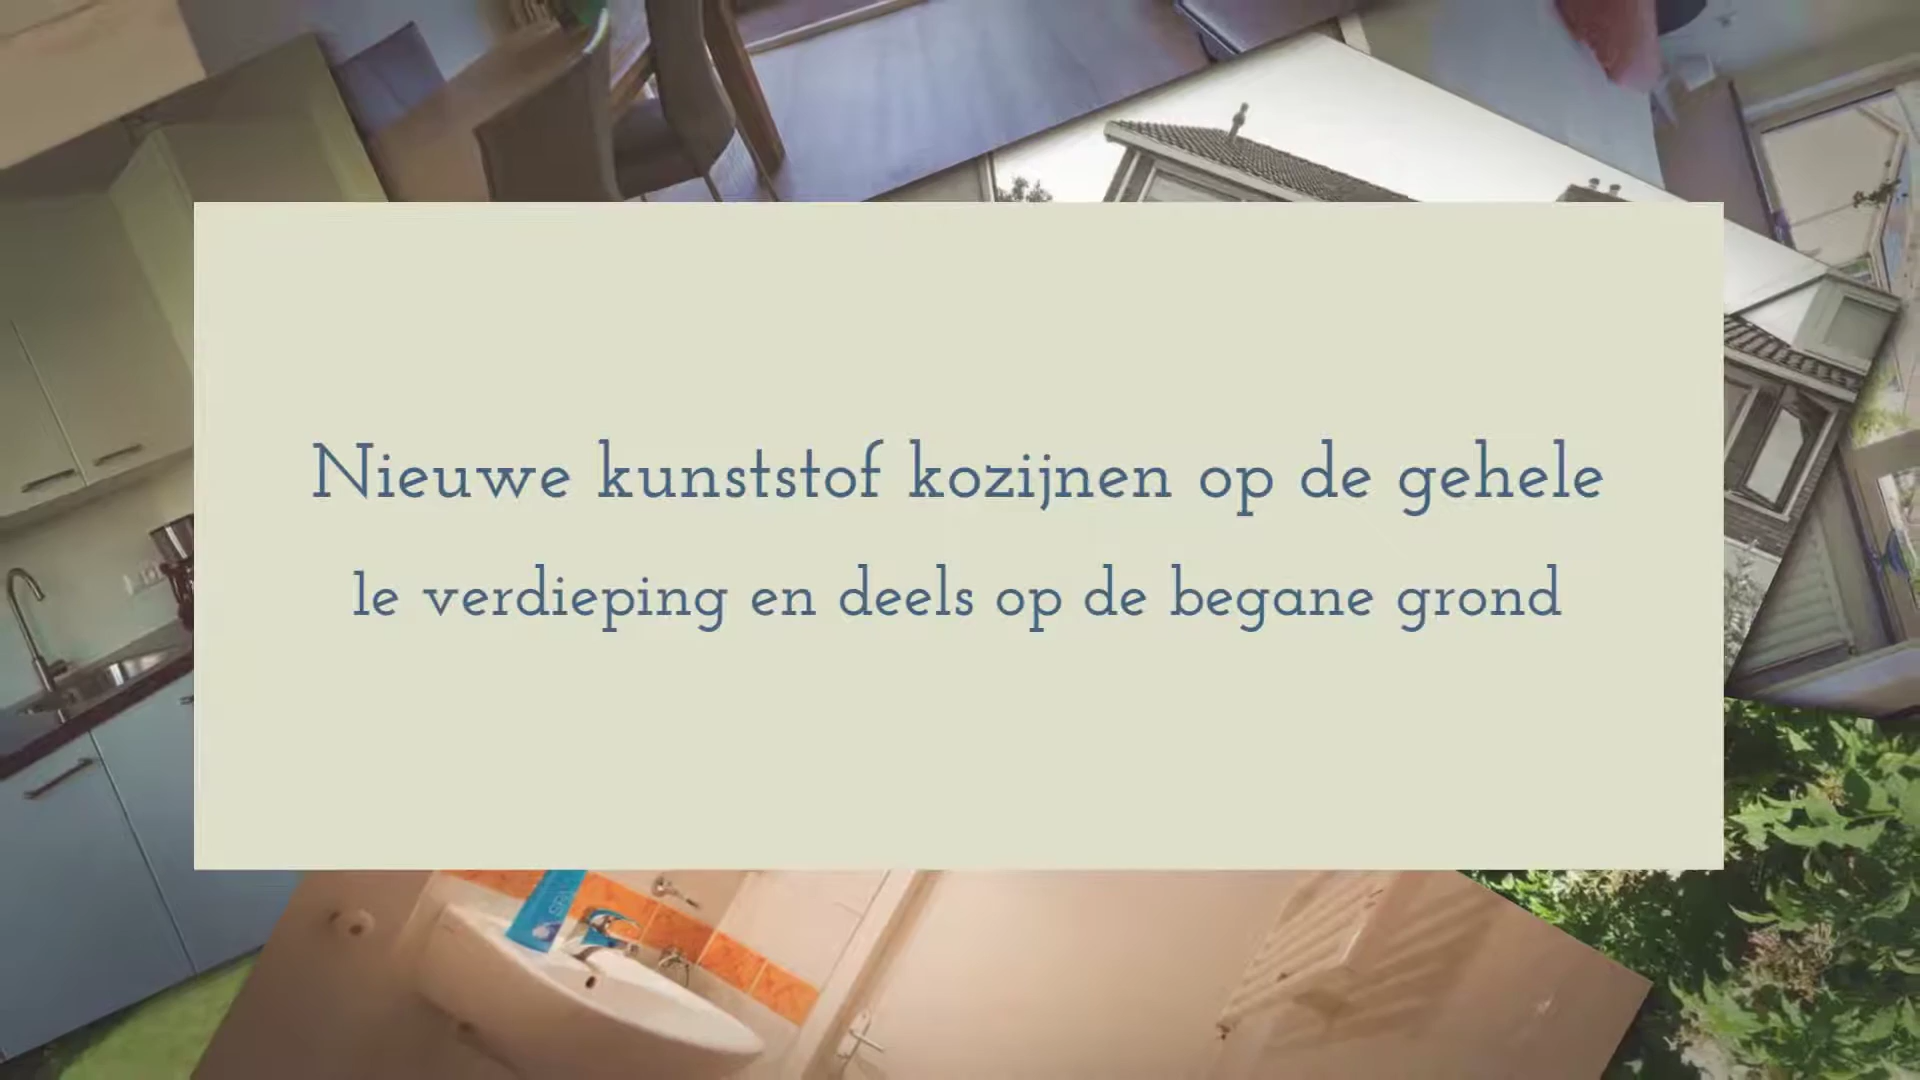 Nieuwe kunststof kozijnen op de gehele
1e verdieping en deels op de begane grond